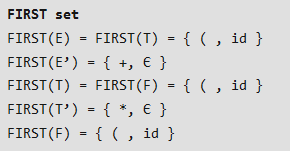 FIRST set
FIRST(E) = FIRST(T) = { ( , id }
FIRST(E’) = { +, Є }
FIRST(T) = FIRST(F) = { ( , id }
FIRST(T’) = { *, Є }
FIRST(F) = { ( , id }